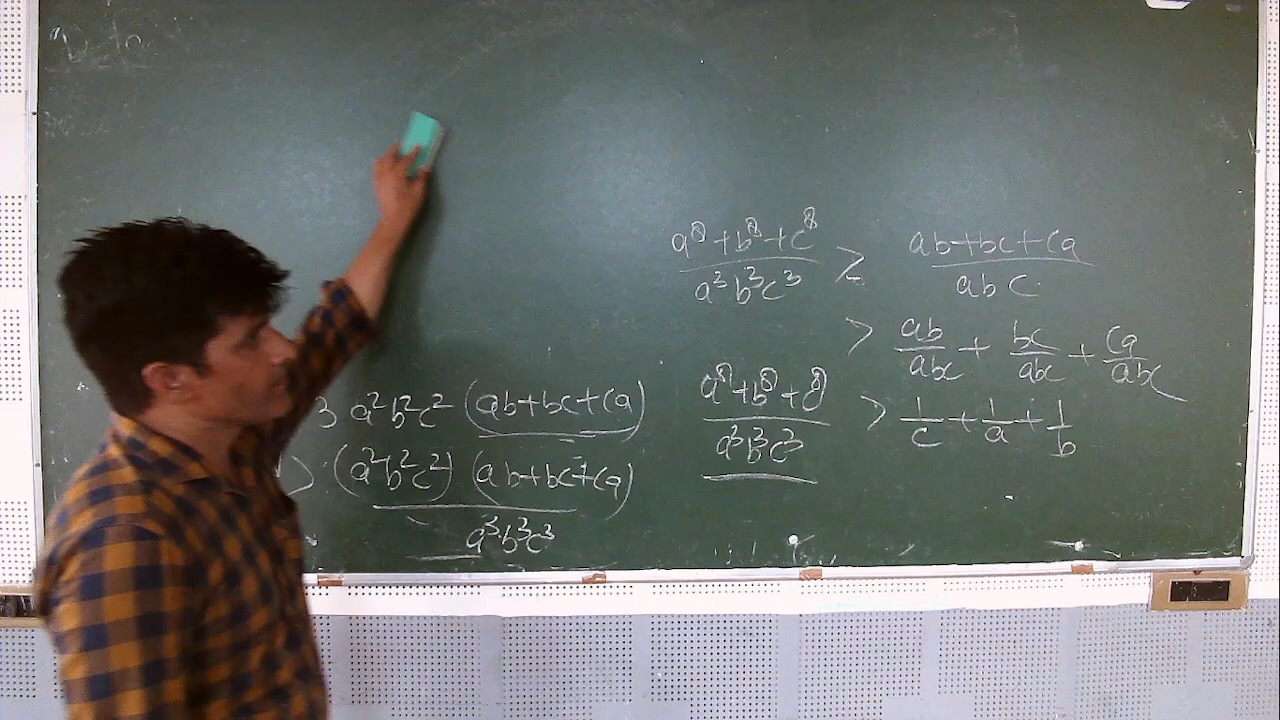 3 a²b²c² (ab+bc+ca)
> (a²b²c²) (ab+bc+ca)
a³b³c³
a⁸+b⁸+c⁸ / a³b³c³ ≥ ab+bc+ca / abc
> ab/abc + bc/abc + ca/abc
a⁸+b⁸+c⁸ / a³b³c³ > 1/c + 1/a + 1/b